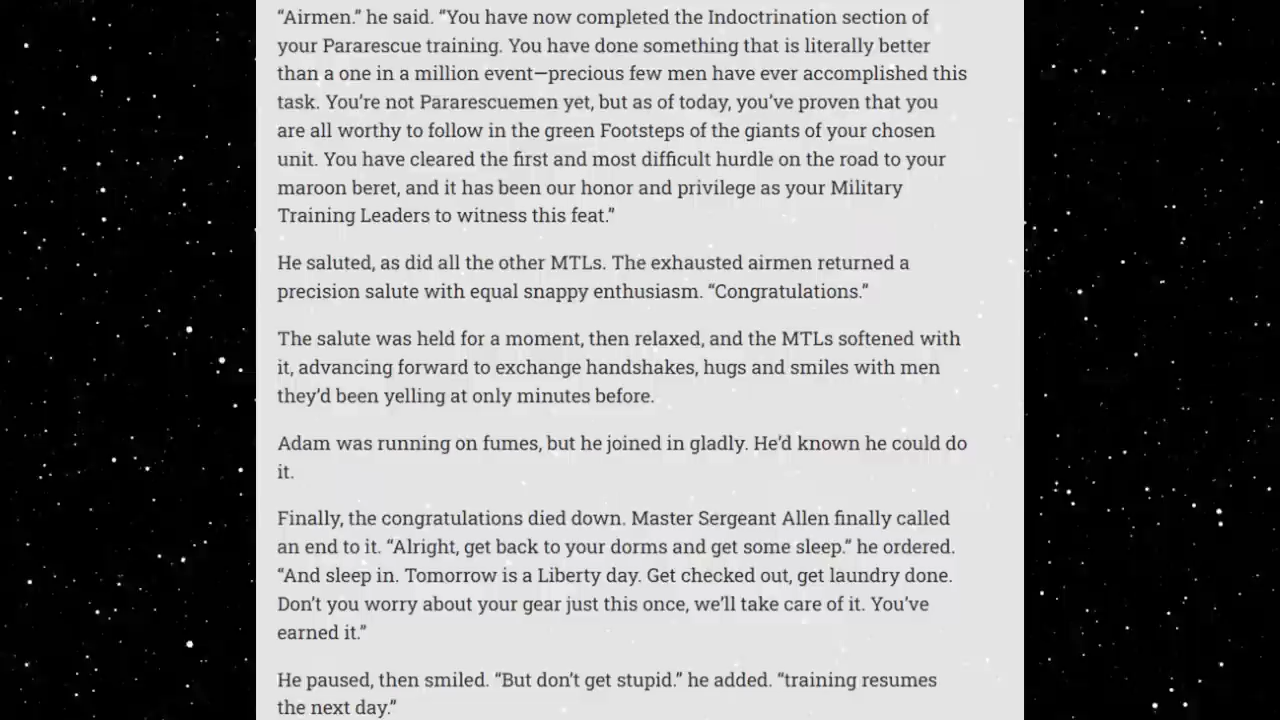 “Airmen.” he said. “You have now completed the Indoctrination section of
your Pararescue training. You have done something that is literally better
than a one in a million event—precious few men have ever accomplished this
task. You’re not Pararescuemen yet, but as of today, you’ve proven that you
are all worthy to follow in the green Footsteps of the giants of your chosen
unit. You have cleared the first and most difficult hurdle on the road to your
maroon beret, and it has been our honor and privilege as your Military
Training Leaders to witness this feat.”
He saluted, as did all the other MTLs. The exhausted airmen returned a
precision salute with equal snappy enthusiasm. “Congratulations.”
The salute was held for a moment, then relaxed, and the MTLs softened with
it, advancing forward to exchange handshakes, hugs and smiles with men
they’d been yelling at only minutes before.
Adam was running on fumes, but he joined in gladly. He’d known he could do
it.
Finally, the congratulations died down. Master Sergeant Allen finally called
an end to it. “Alright, get back to your dorms and get some sleep.” he ordered.
“And sleep in. Tomorrow is a Liberty day. Get checked out, get laundry done.
Don’t you worry about your gear just this once, we’ll take care of it. You’ve
earned it.”
He paused, then smiled. “But don’t get stupid.” he added. “training resumes
the next day.”